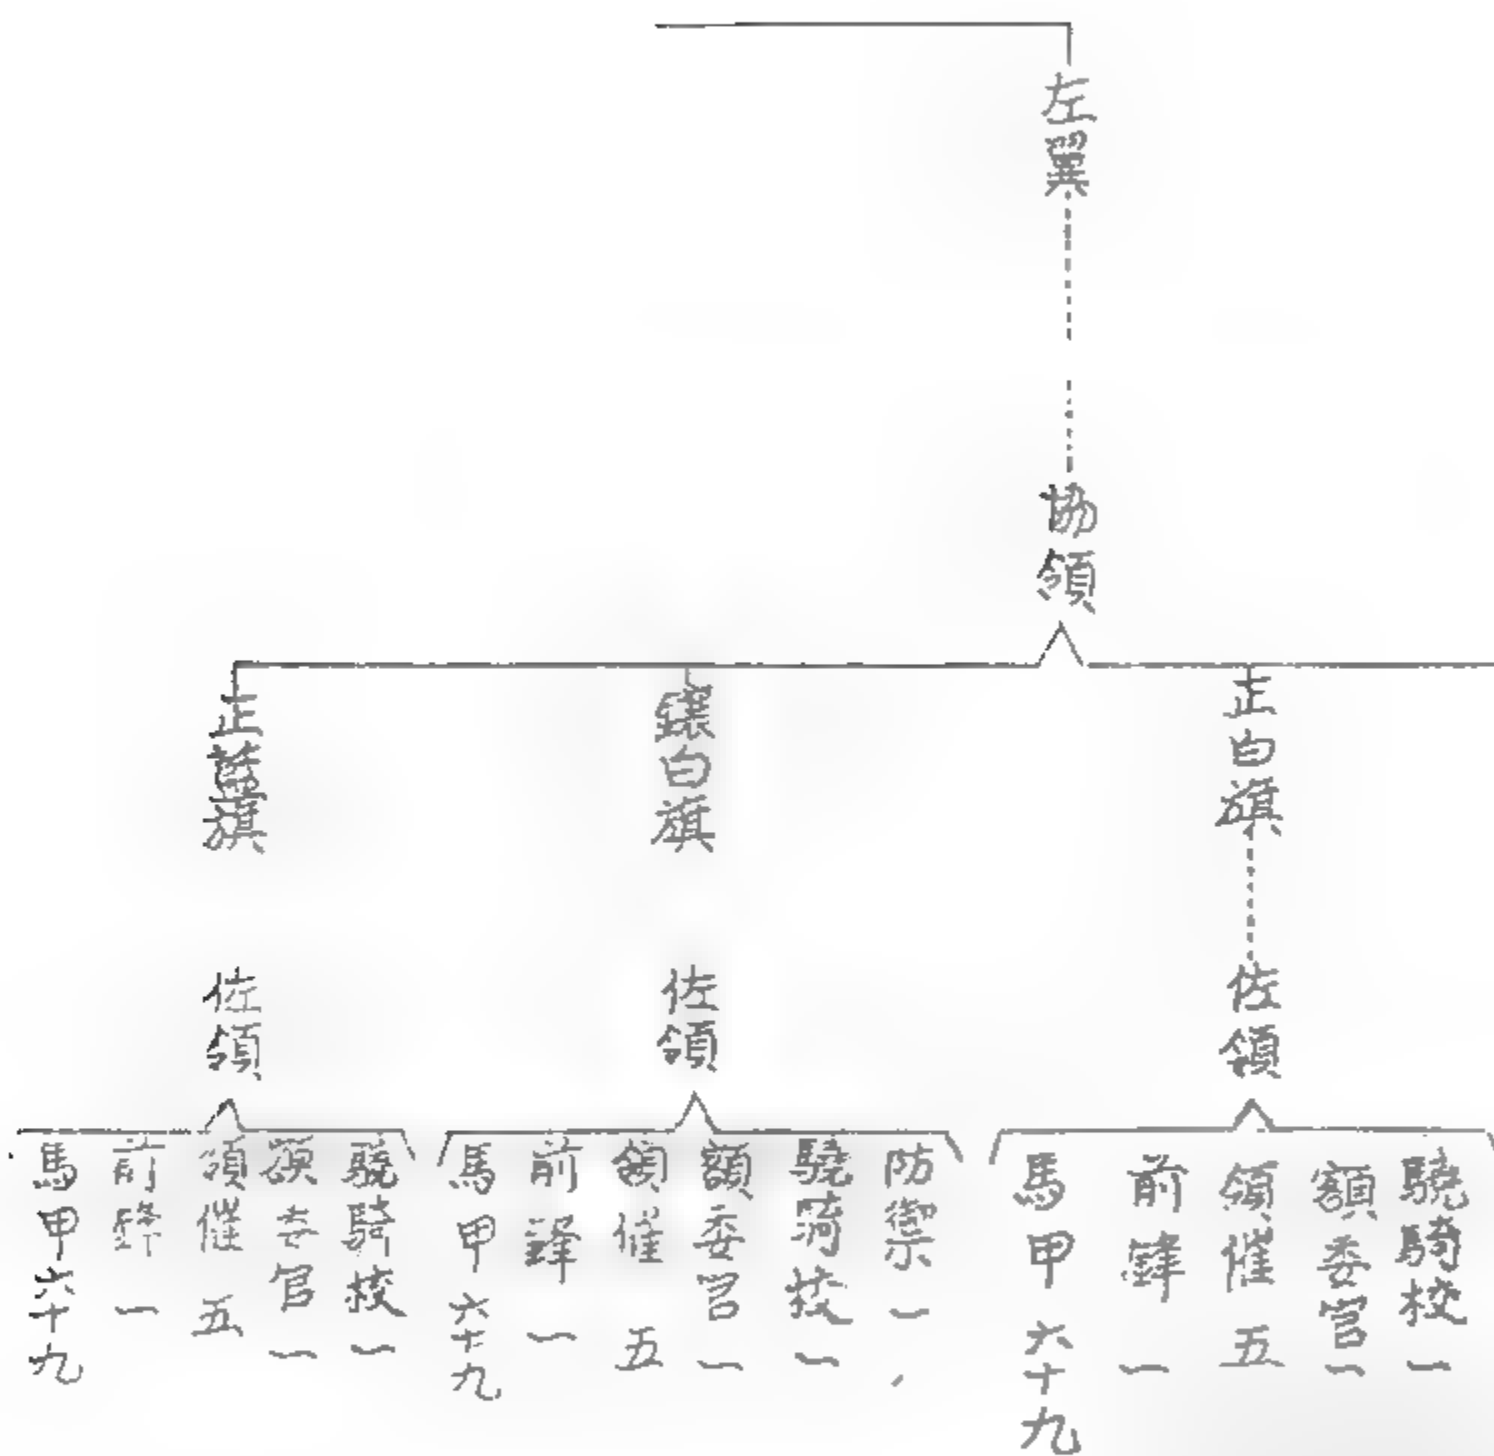 左翼
協領
正白旗
佐領
驍騎校一
額委官一
領催 五
前鋒 一
馬甲 六十九
鑲白旗
佐領
防禦一
驍騎校一
額委官一
領催 五
前鋒 一
馬甲 六十九
正藍旗
佐領
驍騎校一
額委官一
領催 五
前鋒 一
馬甲六十九